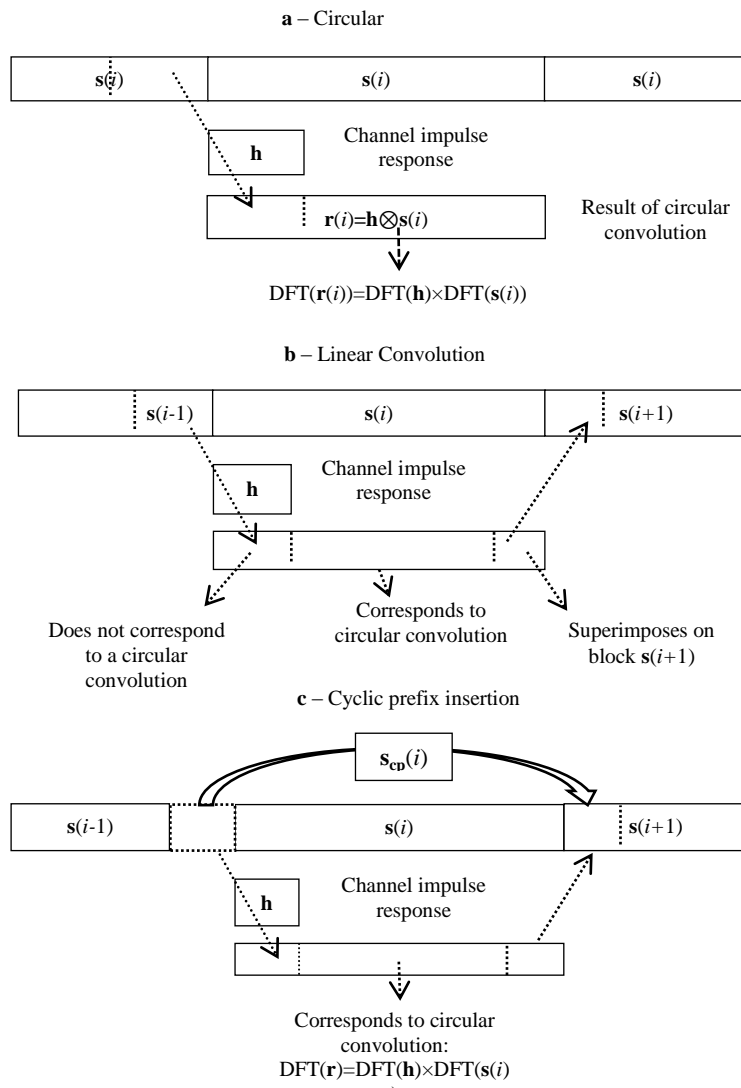 a – Circular
s(i) s(i) s(i)
h
Channel impulse
response
r(i)=h⊗s(i)
Result of circular
convolution
DFT(r(i))=DFT(h)×DFT(s(i))
b – Linear Convolution
s(i-1) s(i) s(i+1)
h
Channel impulse
response
Does not correspond
to a circular
convolution
Corresponds to
circular convolution
Superimposes on
block s(i+1)
c – Cyclic prefix insertion
s_cp(i)
s(i-1) s(i) s(i+1)
h
Channel impulse
response
Corresponds to circular
convolution:
DFT(r)=DFT(h)×DFT(s(i)